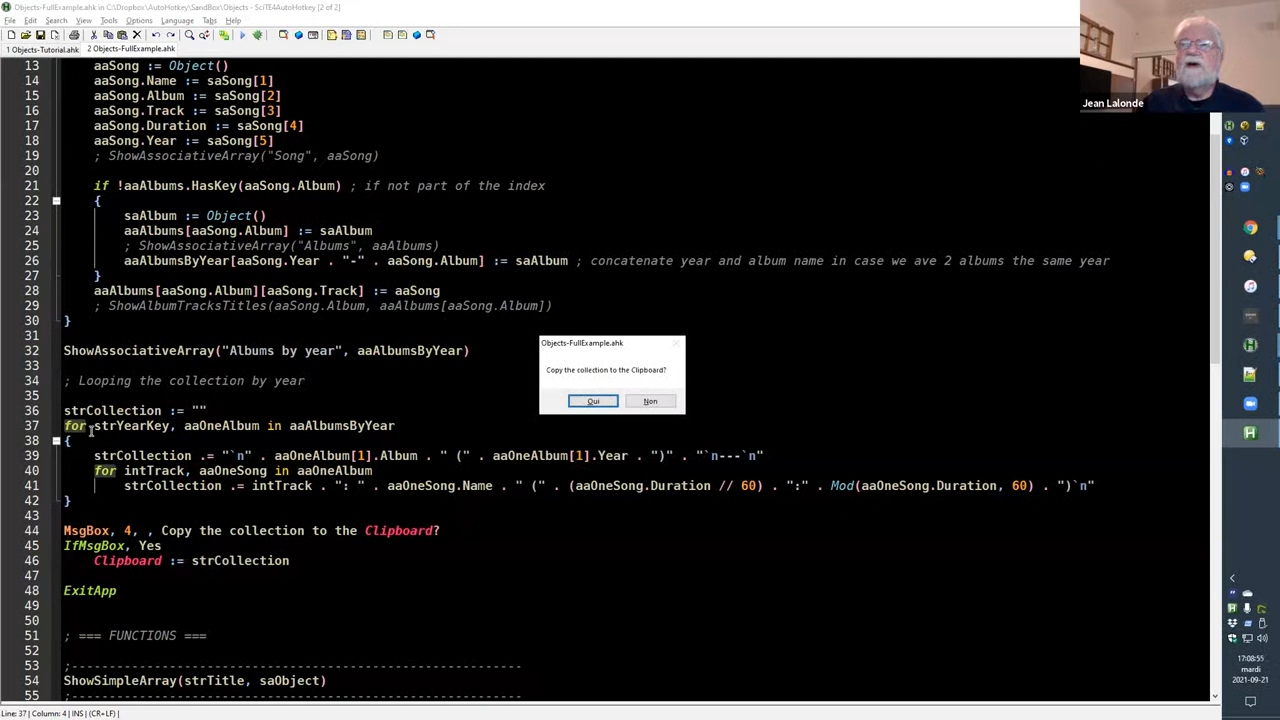 Objects-FullExample.ahk in C:\Dropbox\AutoHotkey\SandBox\Objects - SciTE4AutoHotkey [2 of 2]
File Edit Search View Tools Options Language Tabs Help
1 Objects-Tutorial.ahk 2 Objects-FullExample.ahk
13 aaSong := Object()
14 aaSong.Name := saSong[1]
15 aaSong.Album := saSong[2]
16 aaSong.Track := saSong[3]
17 aaSong.Duration := saSong[4]
18 aaSong.Year := saSong[5]
19 ; ShowAssociativeArray("Song", aaSong)
20
21 if !aaAlbums.HasKey(aaSong.Album) ; if not part of the index
22 {
23 saAlbum := Object()
24 aaAlbums[aaSong.Album] := saAlbum
25 ; ShowAssociativeArray("Albums", aaAlbums)
26 aaAlbumsByYear[aaSong.Year . "-" . aaSong.Album] := saAlbum ; concatenate year and album name in case we ave 2 albums the same year
27 }
28 aaAlbums[aaSong.Album][aaSong.Track] := aaSong
29 ; ShowAlbumTracksTitles(aaSong.Album, aaAlbums[aaSong.Album])
30 }
31
32 ShowAssociativeArray("Albums by year", aaAlbumsByYear)
33
34 ; Looping the collection by year
35
36 strCollection := ""
37 for strYearKey, aaOneAlbum in aaAlbumsByYear
38 {
39 strCollection .= "`n" . aaOneAlbum[1].Album . " (" . aaOneAlbum[1].Year . ")" . "`n---`n"
40 for intTrack, aaOneSong in aaOneAlbum
41 strCollection .= intTrack . ": " . aaOneSong.Name . " (" . (aaOneSong.Duration // 60) . ":" . Mod(aaOneSong.Duration, 60) . ")`n"
42 }
43
44 MsgBox, 4, , Copy the collection to the Clipboard?
45 IfMsgBox, Yes
46 Clipboard := strCollection
47
48 ExitApp
49
50
51 ; === FUNCTIONS ===
52
53 ;------------------------------------------------------------
54 ShowSimpleArray(strTitle, saObject)
55 ;------------------------------------------------------------
Objects-FullExample.ahk
Copy the collection to the Clipboard?
Oui Non
Jean Lalonde
17:08:55
mardi
2021-09-21
Line: 37 | Column: 4 | INS | (CR+LF) |